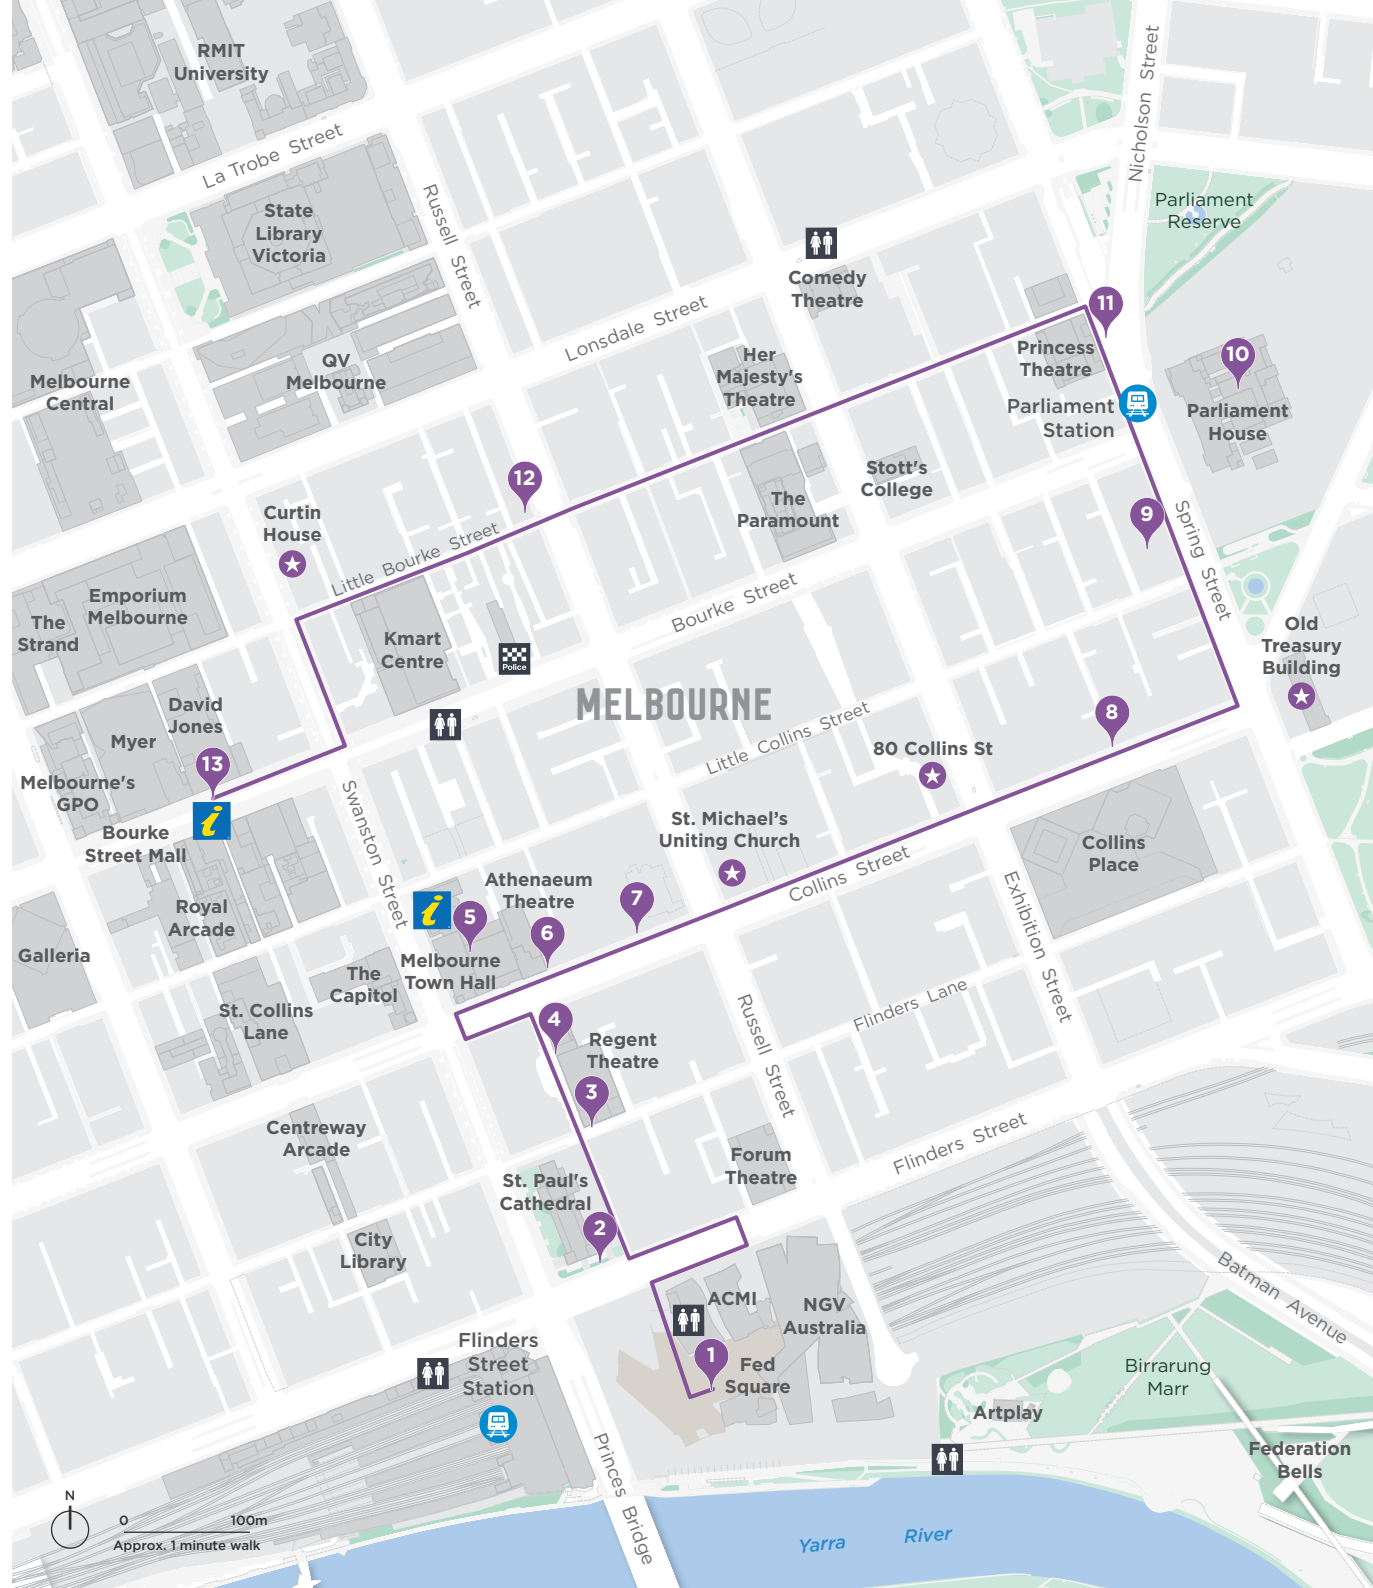 RMIT
University
La Trobe Street
Nicholson Street
State
Library
Victoria
Russell Street
Parliament
Reserve
Comedy
Theatre
Lonsdale Street
11
Melbourne
Central
QV
Melbourne
Her
Majesty's
Theatre
Princess
Theatre
10
Parliament
Station
Parliament
House
12
Stott's
College
The
Paramount
Curtin
House
9
Spring Street
Little Bourke Street
Emporium
Melbourne
The
Strand
Kmart
Centre
Police
Bourke Street
Old
Treasury
Building
MELBOURNE
David
Jones
Myer
13
8
Little Collins Street
80 Collins St
Melbourne's
GPO
i
Bourke
Street Mall
Swanston Street
St. Michael's
Uniting Church
Collins
Place
Collins Street
Exhibition Street
Athenaeum
Theatre
7
i
5
6
Royal
Arcade
Galleria
Melbourne
Town Hall
The
Capitol
St. Collins
Lane
4
Regent
Theatre
Russell Street
Flinders Lane
3
Centreway
Arcade
Flinders Street
Forum
Theatre
St. Paul's
Cathedral
2
City
Library
Batman Avenue
ACMI
NGV
Australia
Flinders
Street
Station
1
Fed
Square
Birrarung
Marr
Artplay
Princes Bridge
Federation
Bells
N
0 100m
Approx. 1 minute walk
Yarra River